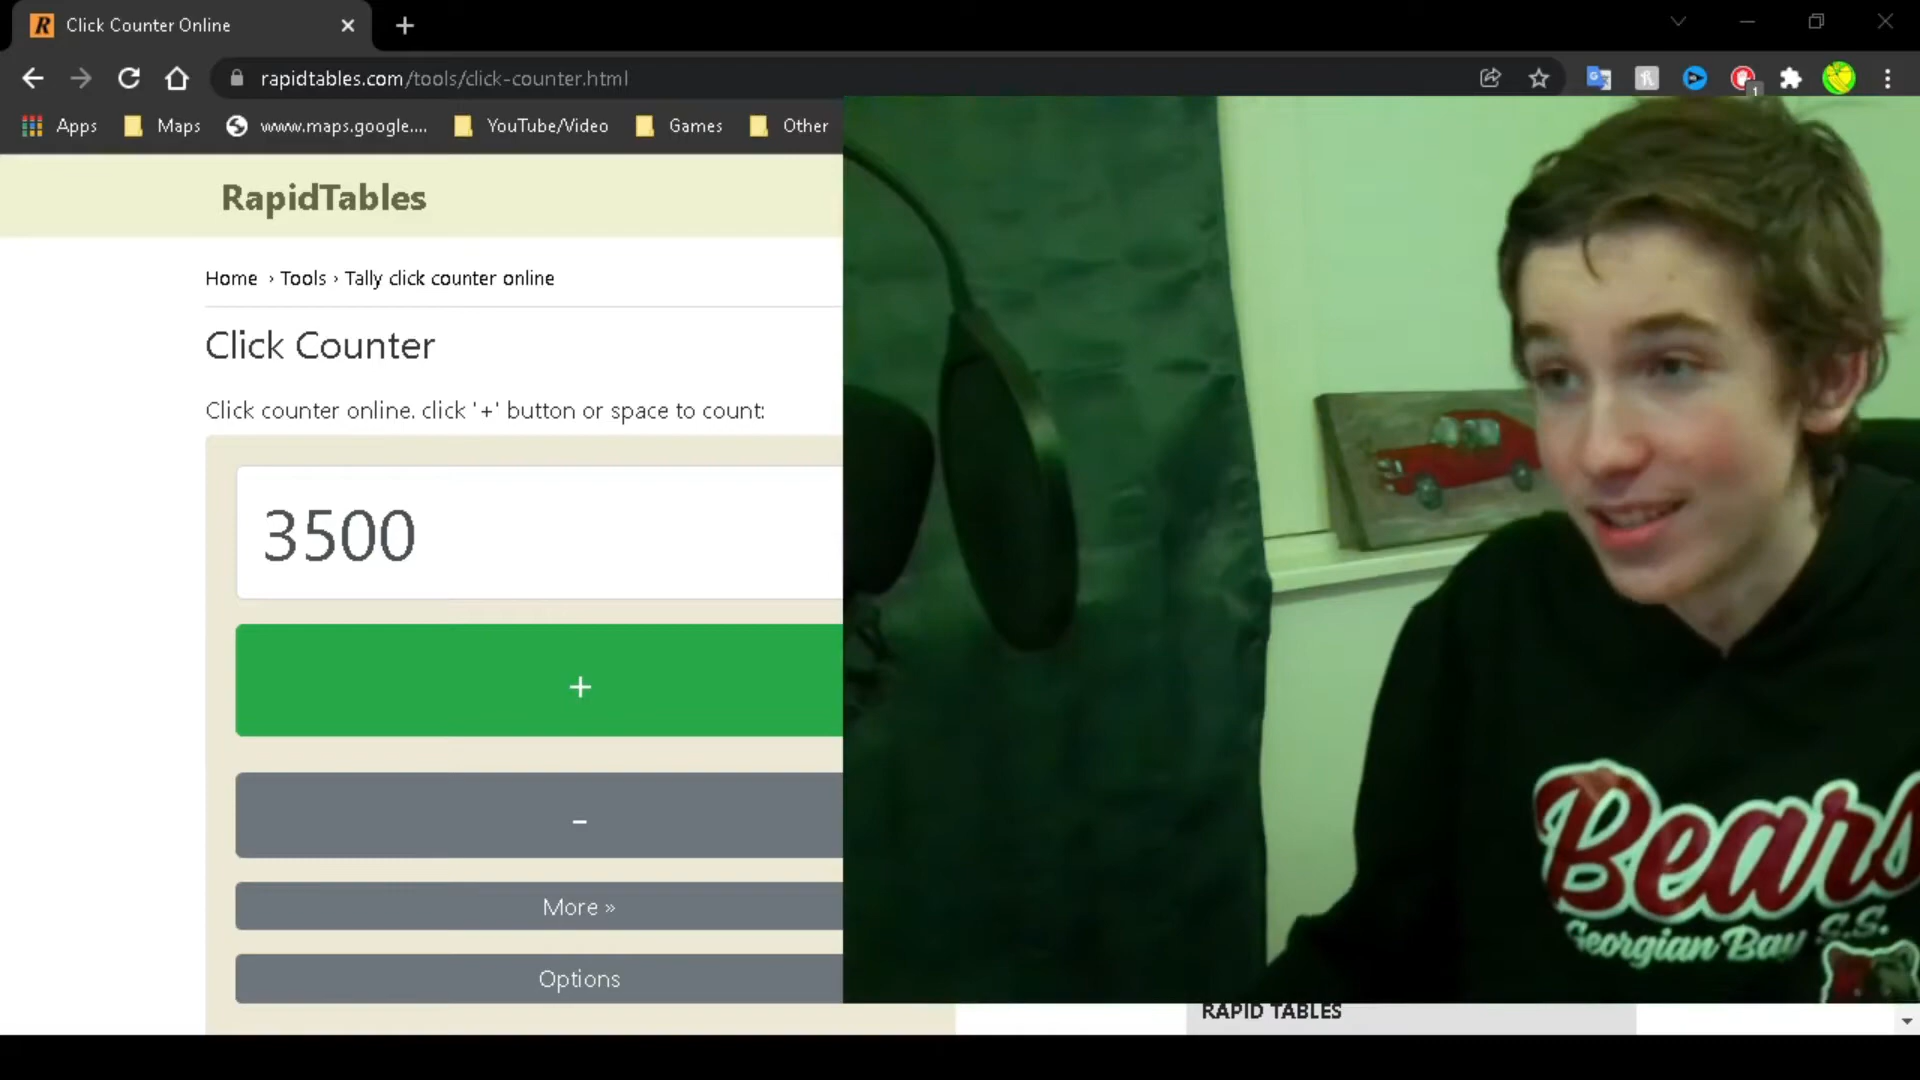 R Click Counter Online
rapidtables.com/tools/click-counter.html
1
Apps Maps www.maps.google.... YouTube/Video Games Other
RapidTables
Home › Tools › Tally click counter online
Click Counter
Click counter online. click '+' button or space to count:
3500
+
-
More »
Options
Bears
Georgian Bay S.S.
RAPID TABLES